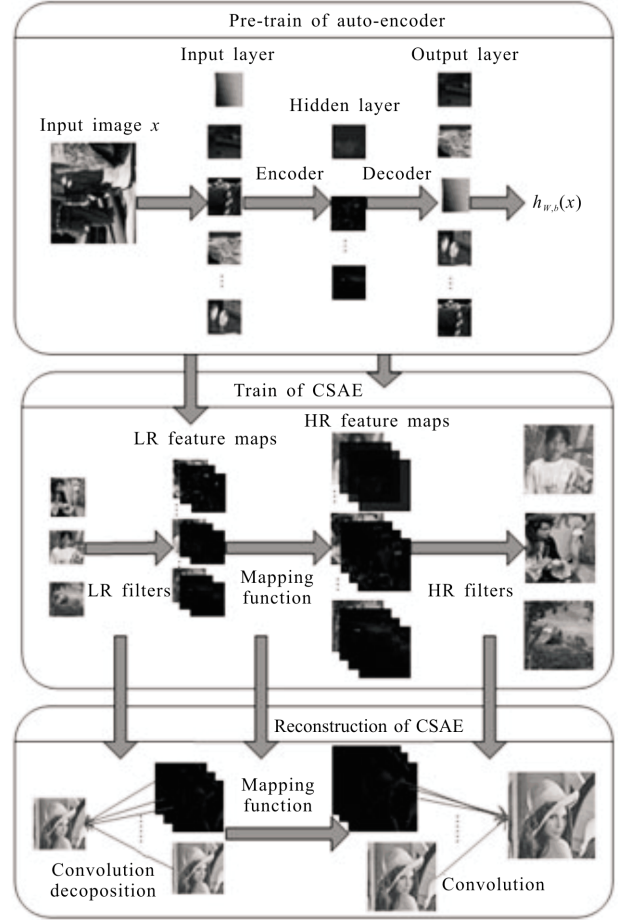 Pre-train of auto-encoder
Input layer
Output layer
Hidden layer
Input image x
Encoder
Decoder
h_{W,b}(x)
Train of CSAE
LR feature maps
HR feature maps
LR filters
Mapping
function
HR filters
Reconstruction of CSAE
Mapping
function
Convolution
decoposition
Convolution